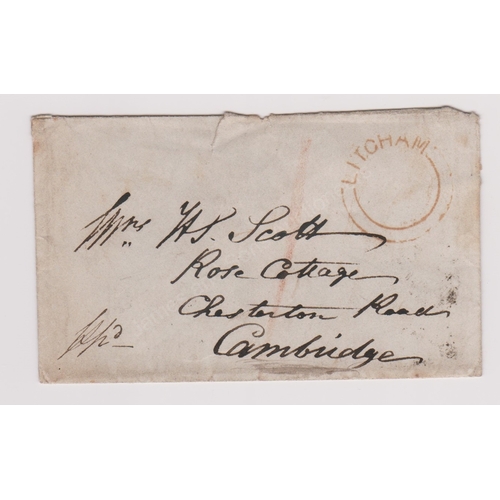 LITCHAM
Mrs H.S. Scott
Rose Cottage
Chesterton Road
Cambridge